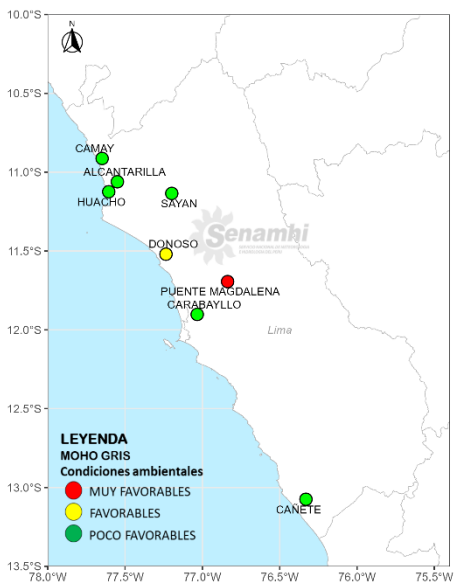 10.0°S
N
10.5°S
CAMAY
11.0°S
ALCANTARILLA
HUACHO
SAYAN
Senamhi
DONOSO
11.5°S
PUENTE MAGDALENA
CARABAYLLO
12.0°S
Lima
12.5°S
LEYENDA
MOHO GRIS
Condiciones ambientales
MUY FAVORABLES
FAVORABLES
POCO FAVORABLES
13.0°S
CAÑETE
13.5°S
78.0°W 77.5°W 77.0°W 76.5°W 76.0°W 75.5°W